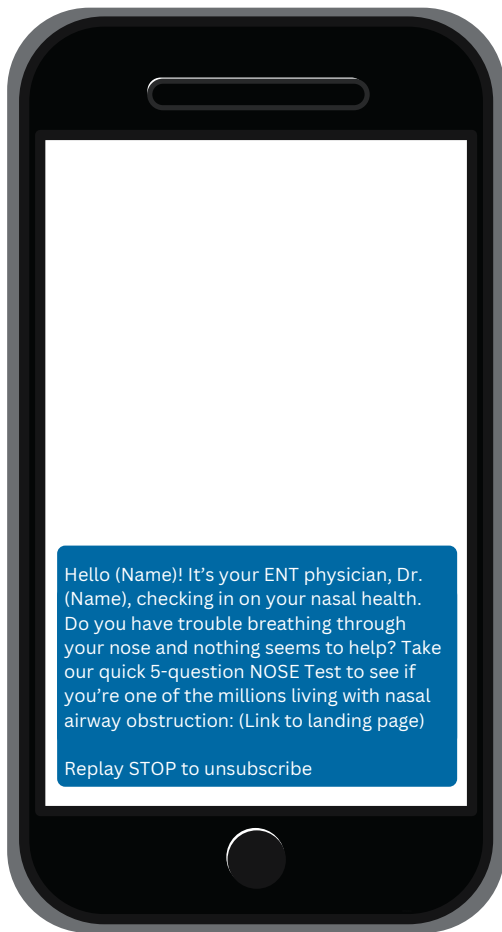 Hello (Name)! It’s your ENT physician, Dr.
(Name), checking in on your nasal health.
Do you have trouble breathing through
your nose and nothing seems to help? Take
our quick 5-question NOSE Test to see if
you’re one of the millions living with nasal
airway obstruction: (Link to landing page)
Replay STOP to unsubscribe